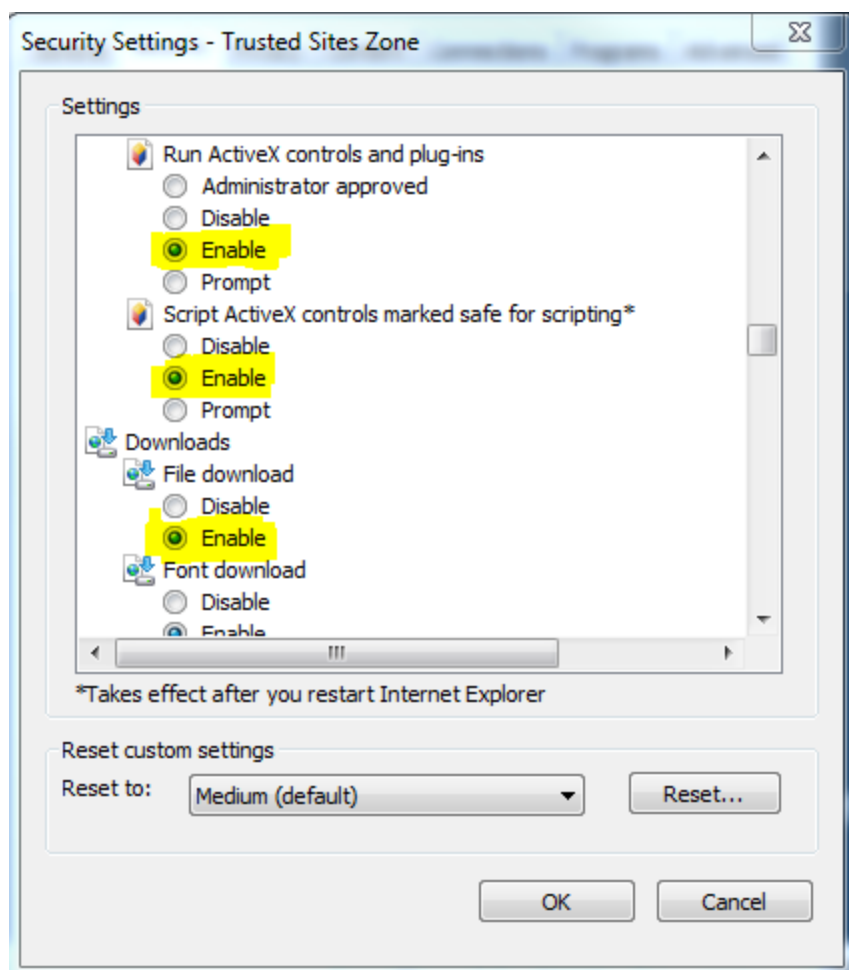 Security Settings - Trusted Sites Zone
Settings
Run ActiveX controls and plug-ins
Administrator approved
Disable
Enable
Prompt
Script ActiveX controls marked safe for scripting*
Disable
Enable
Prompt
Downloads
File download
Disable
Enable
Font download
Disable
Enable
*Takes effect after you restart Internet Explorer
Reset custom settings
Reset to: Medium (default) Reset...
OK Cancel